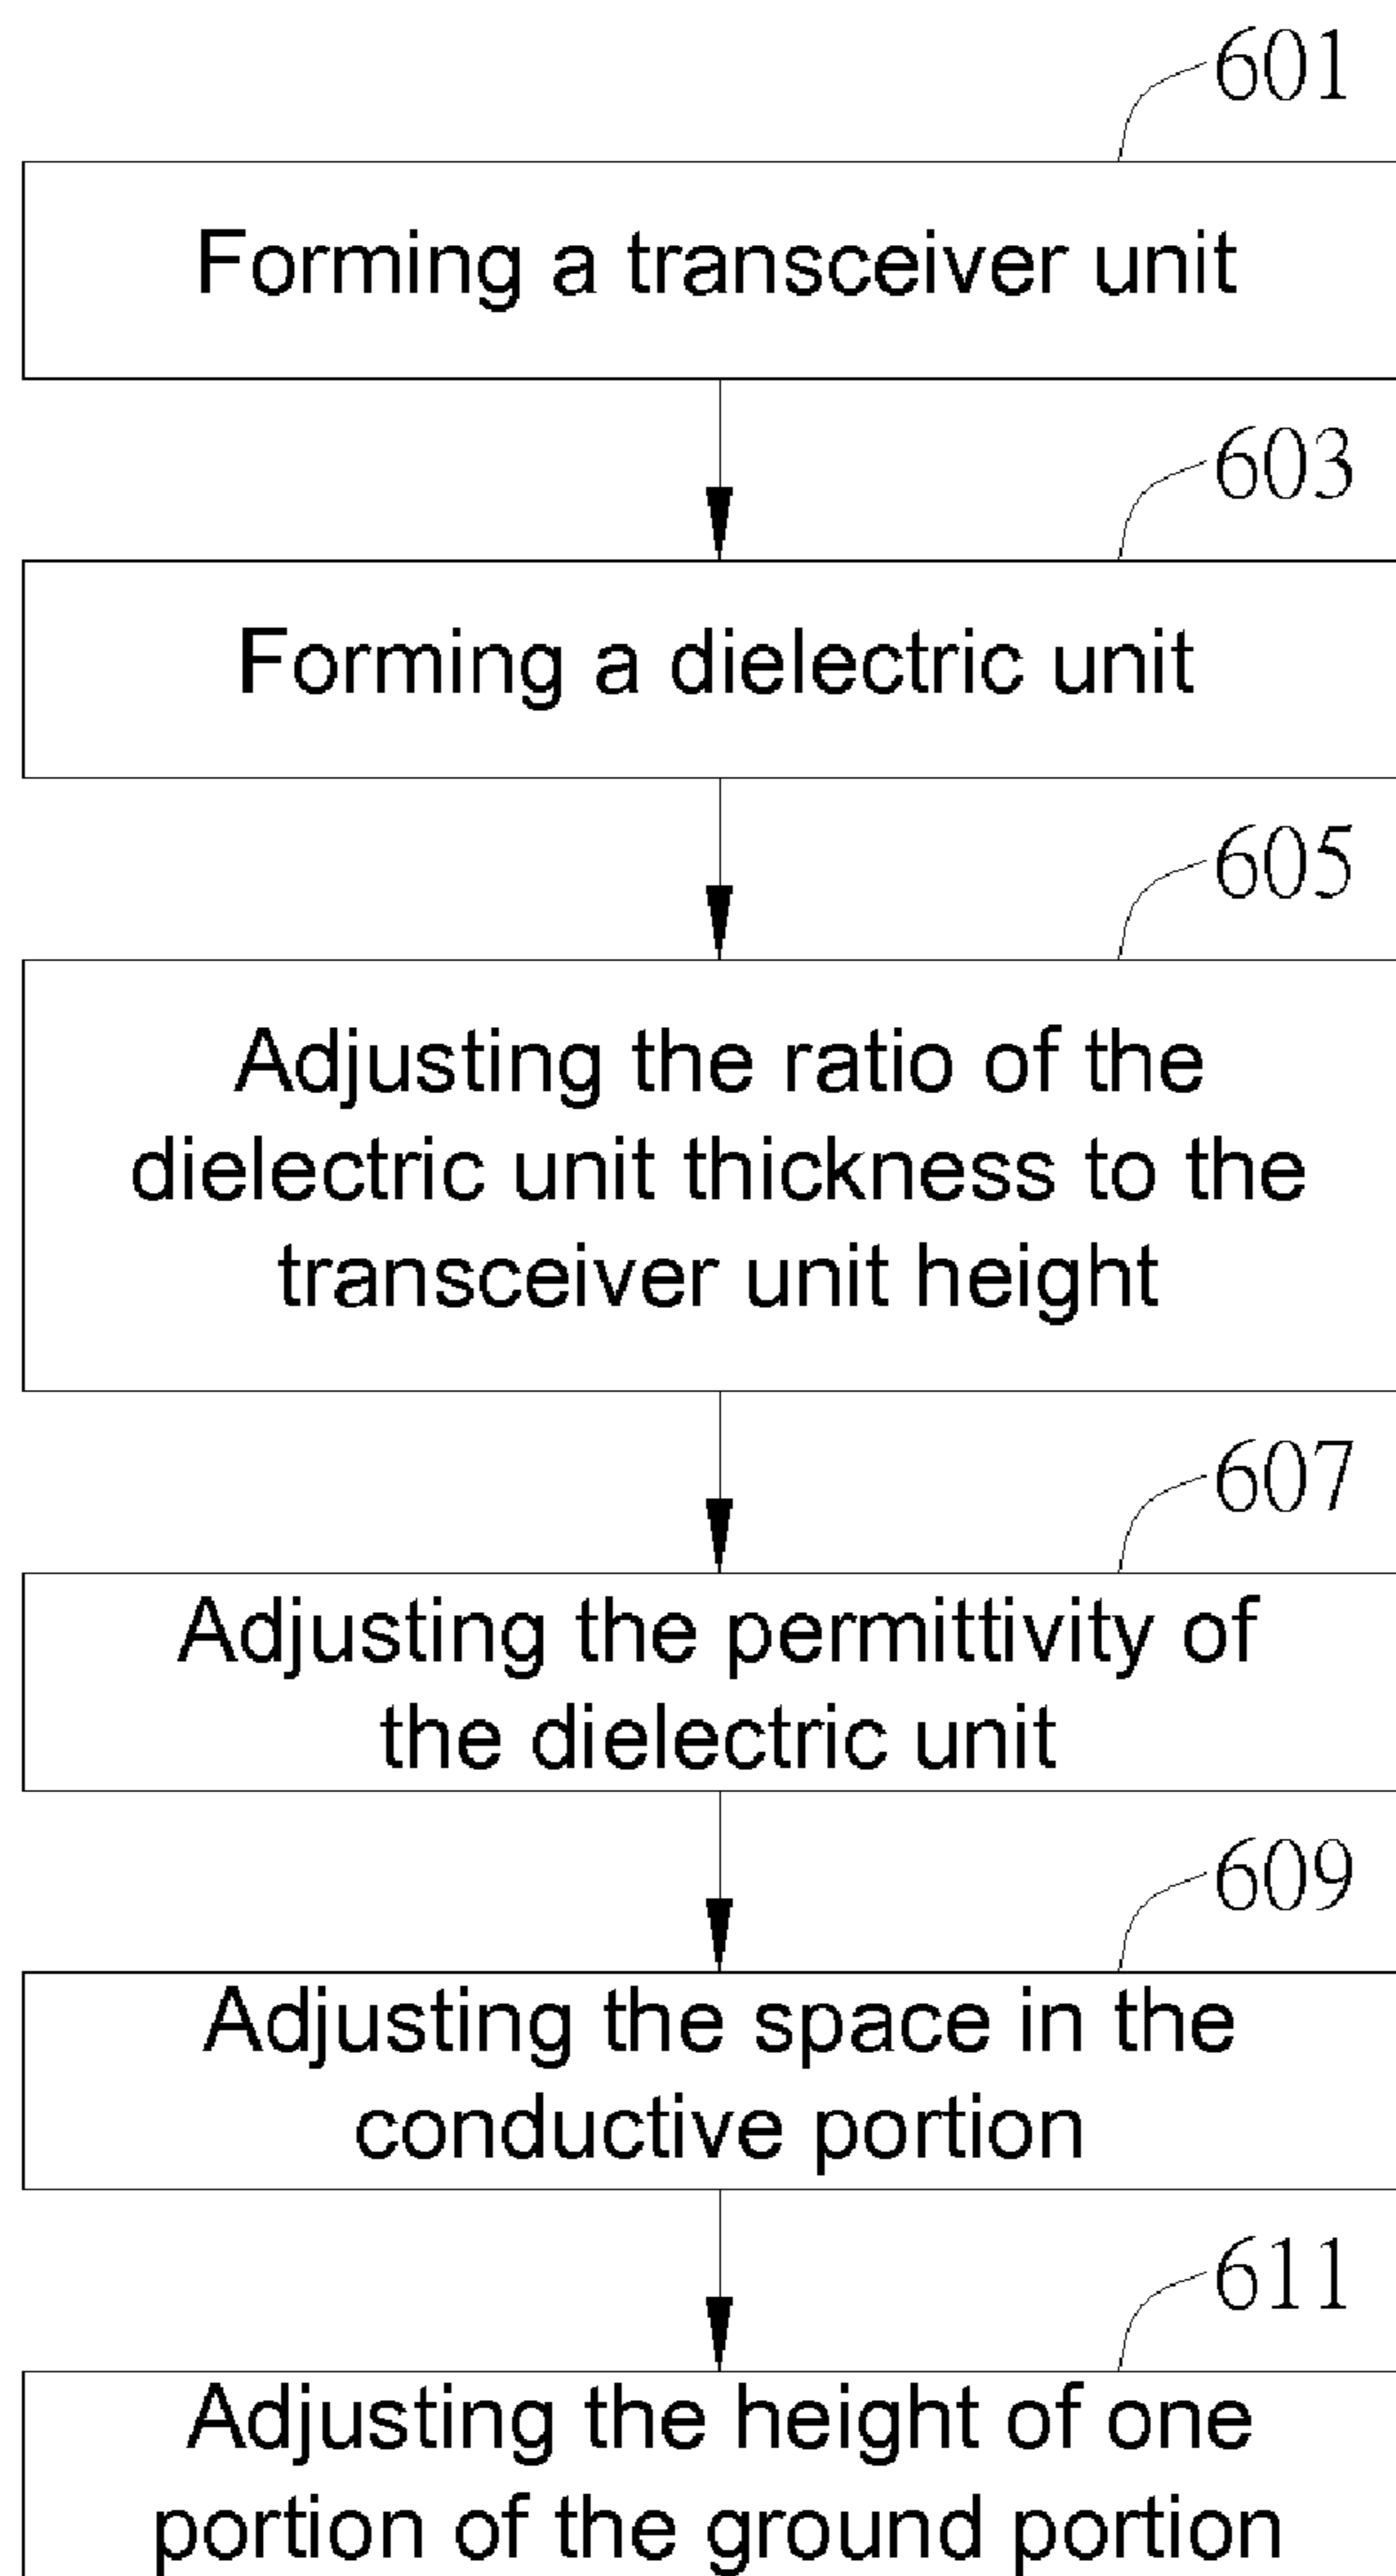 601
Forming a transceiver unit
603
Forming a dielectric unit
605
Adjusting the ratio of the
dielectric unit thickness to the
transceiver unit height
607
Adjusting the permittivity of
the dielectric unit
609
Adjusting the space in the
conductive portion
611
Adjusting the height of one
portion of the ground portion